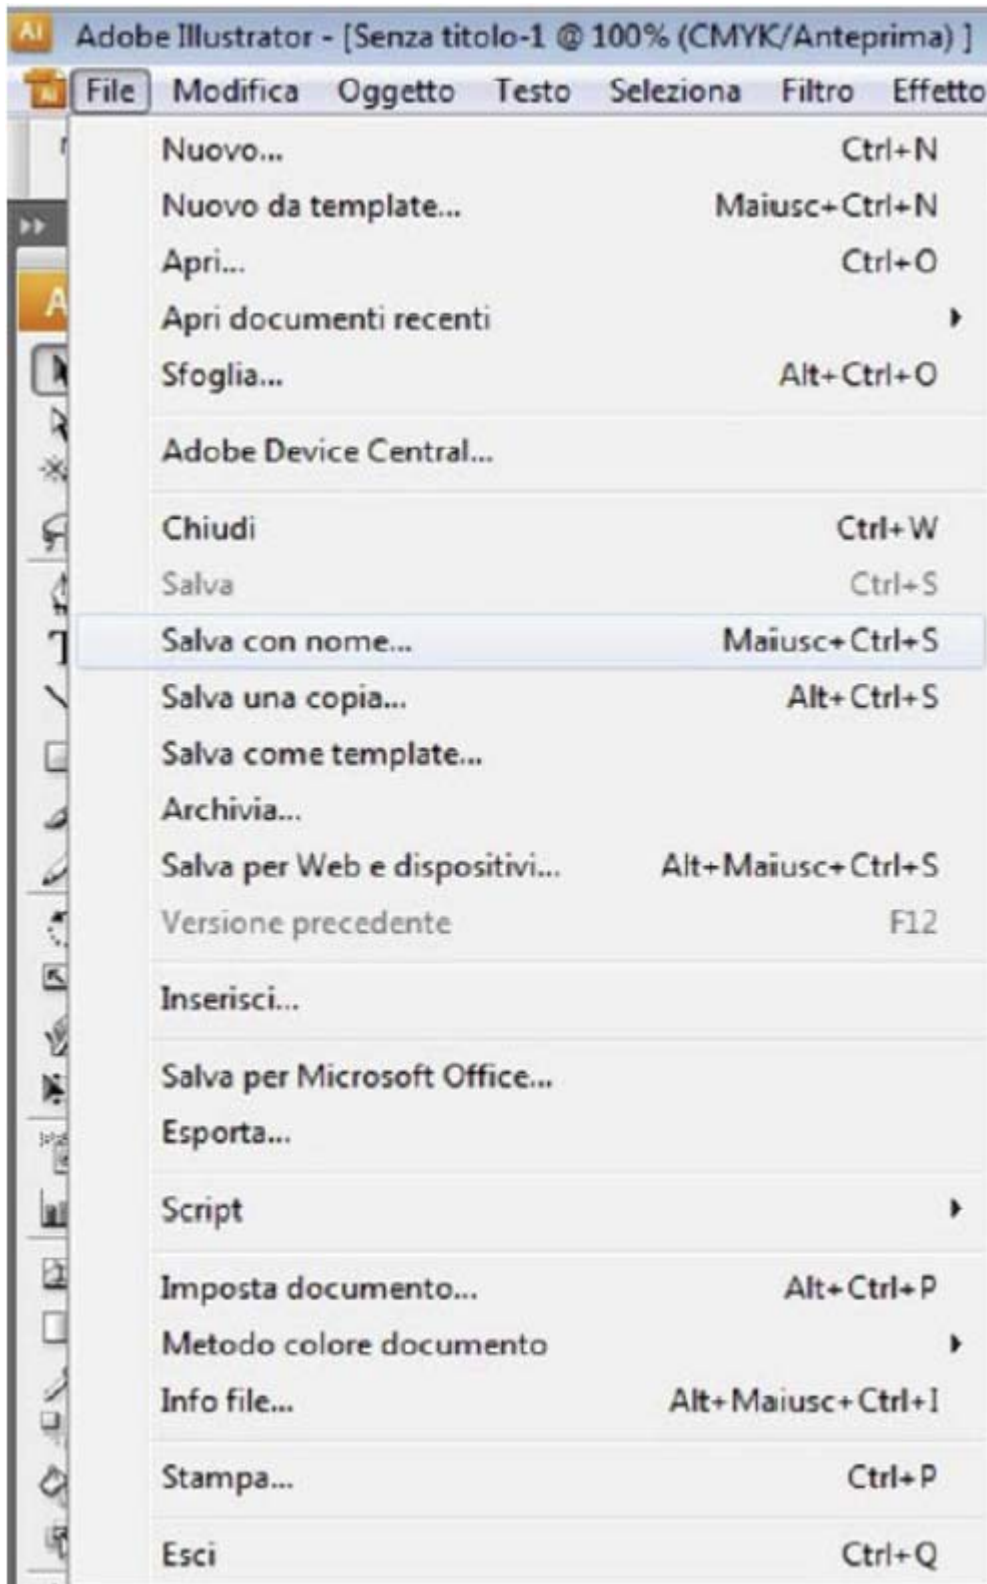 Ai Adobe Illustrator - [Senza titolo-1 @ 100% (CMYK/Anteprima) ]
Ai File Modifica Oggetto Testo Seleziona Filtro Effetto
Nuovo... Ctrl+N
Nuovo da template... Maiusc+Ctrl+N
Apri... Ctrl+O
Apri documenti recenti
Sfoglia... Alt+Ctrl+O
Adobe Device Central...
Chiudi Ctrl+W
Salva Ctrl+S
Salva con nome... Maiusc+Ctrl+S
Salva una copia... Alt+Ctrl+S
Salva come template...
Archivia...
Salva per Web e dispositivi... Alt+Maiusc+Ctrl+S
Versione precedente F12
Inserisci...
Salva per Microsoft Office...
Esporta...
Script
Imposta documento... Alt+Ctrl+P
Metodo colore documento
Info file... Alt+Maiusc+Ctrl+I
Stampa... Ctrl+P
Esci Ctrl+Q